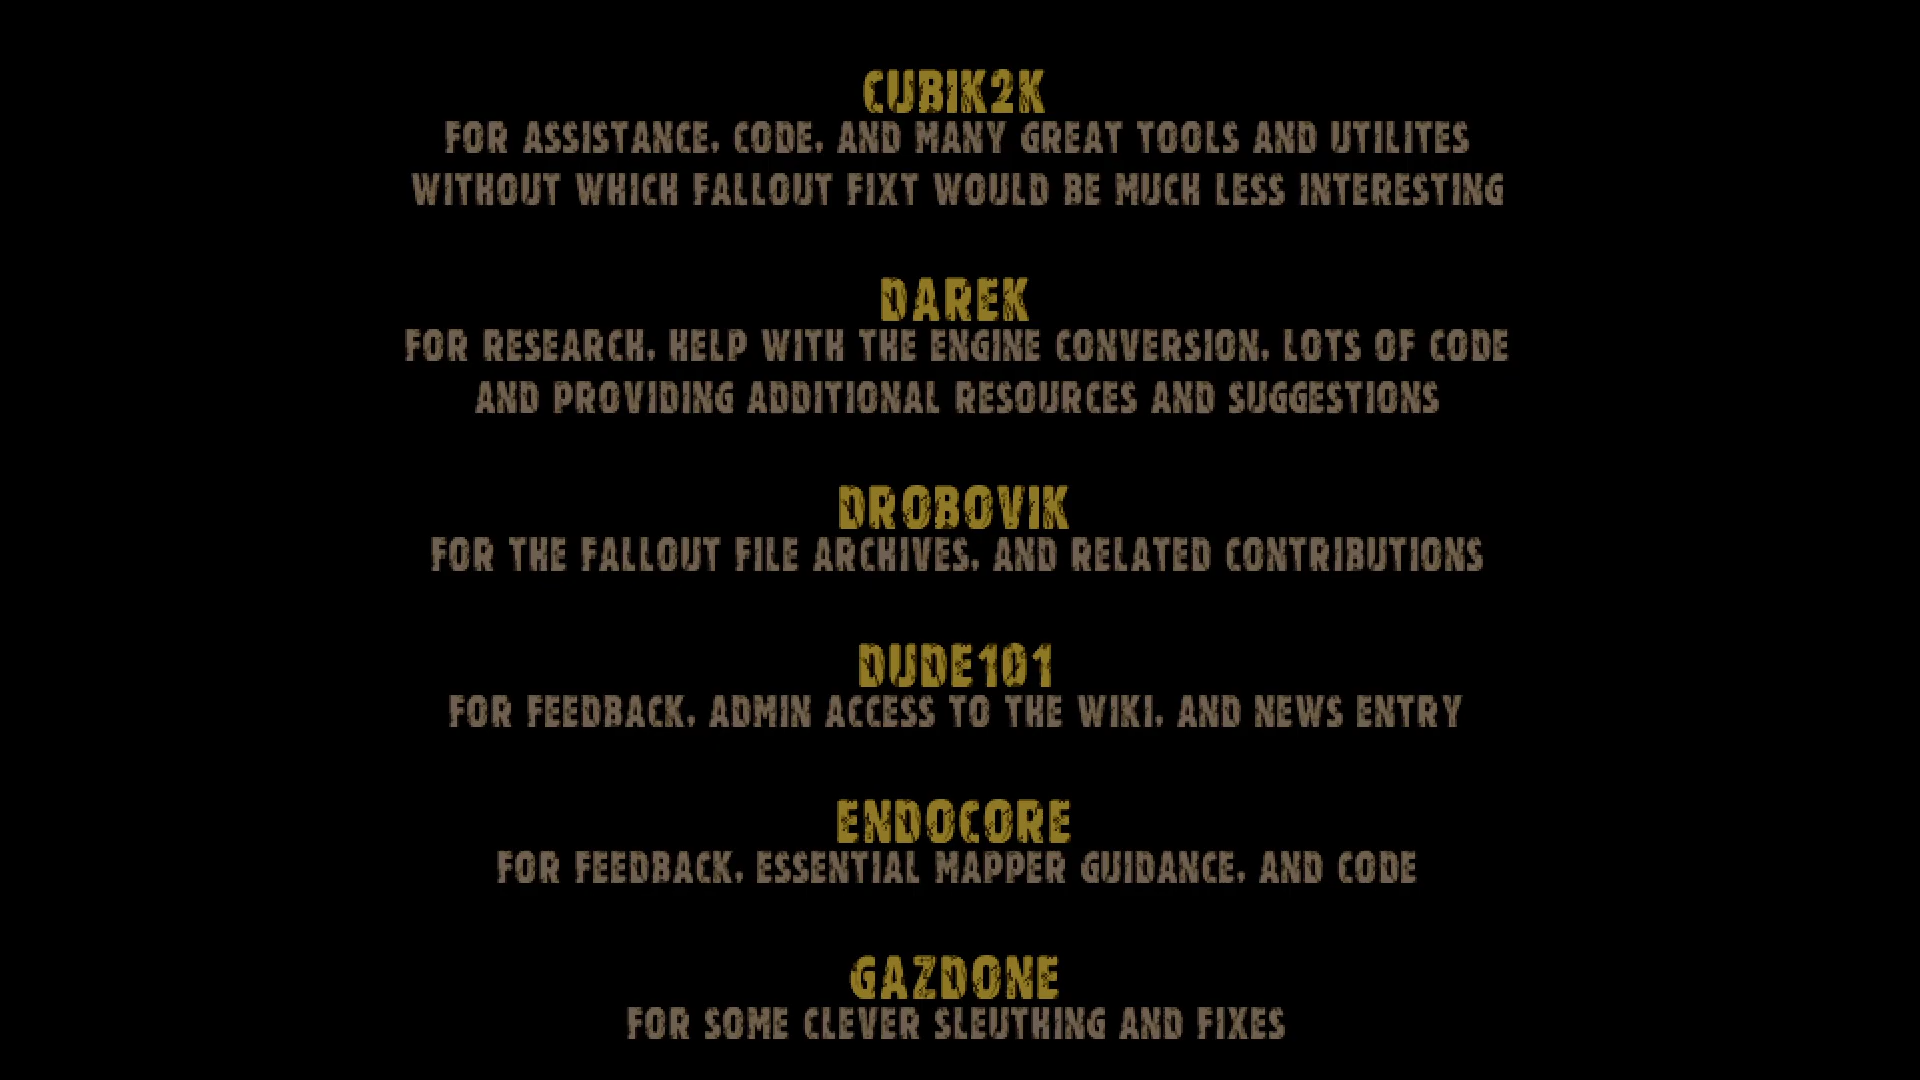 CUBIK2K
FOR ASSISTANCE, CODE, AND MANY GREAT TOOLS AND UTILITES
WITHOUT WHICH FALLOUT FIXT WOULD BE MUCH LESS INTERESTING
DAREK
FOR RESEARCH, HELP WITH THE ENGINE CONVERSION, LOTS OF CODE
AND PROVIDING ADDITIONAL RESOURCES AND SUGGESTIONS
DROBOVIK
FOR THE FALLOUT FILE ARCHIVES, AND RELATED CONTRIBUTIONS
DUDE101
FOR FEEDBACK, ADMIN ACCESS TO THE WIKI, AND NEWS ENTRY
ENDOCORE
FOR FEEDBACK, ESSENTIAL MAPPER GUIDANCE, AND CODE
GAZDONE
FOR SOME CLEVER SLEUTHING AND FIXES